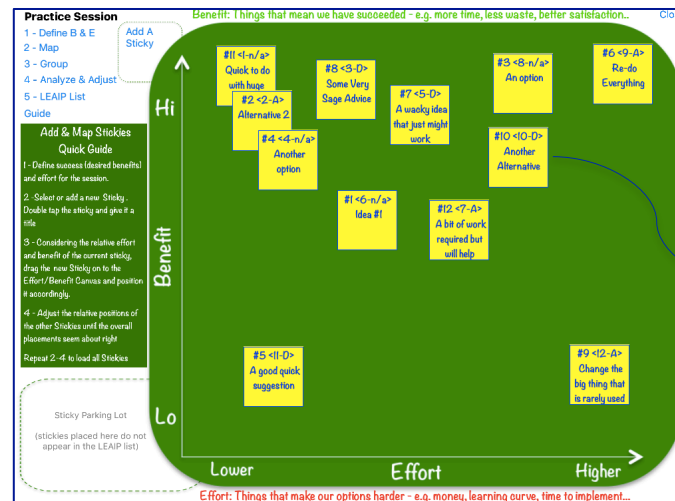 Practice Session
1 - Define B & E
2 - Map
3 - Group
4 - Analyze & Adjust
5 - LEAIP List
Guide
Add A
Sticky
Add & Map Stickies
Quick Guide
1 - Define success (desired benefits)
and effort for the session.
2 - Select or add a new Sticky .
Double tap the sticky and give it a
title
3 - Considering the relative effort
and benefit of the current sticky,
drag the new Sticky on to the
Effort/Benefit Canvas and position
it accordingly.
4 - Adjust the relative positions of
the other Stickies until the overall
placements seem about right
Repeat 2-4 to load all Stickies
Sticky Parking Lot
(stickies placed here do not
appear in the LEAIP list)
Benefit: Things that mean we have succeeded - e.g. more time, less waste, better satisfaction..
Clo
Hi
Benefit
Lo
#11 <1-n/a>
Quick to do
with huge
#2 <2-A>
Alternative 2
#4 <4-n/a>
Another
option
#8 <3-D>
Some Very
Sage Advice
#7 <5-D>
A wacky idea
that just might
work
#3 <8-n/a>
An option
#6 <9-A>
Re-do
Everything
#10 <10-D>
Another
Alternative
#1 <6-n/a>
Idea #1
#12 <7-A>
A bit of work
required but
will help
#5 <11-D>
A good quick
suggestion
#9 <12-A>
Change the
big thing that
is rarely used
Lower
Effort
Higher
Effort: Things that make our options harder - e.g. money, learning curve, time to implement...